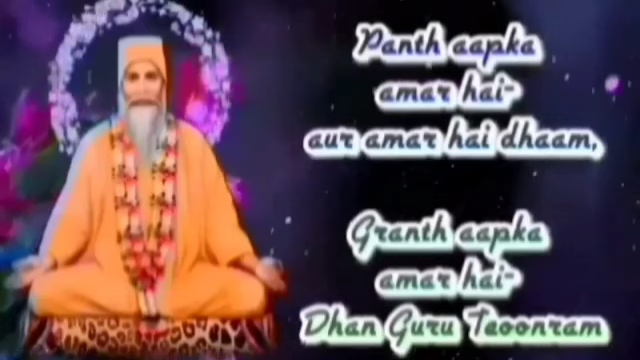 Panth aapka
amar hai-
aur amar hai dhaam,
Granth aapka
amar hai-
Dhan Guru Teoonram